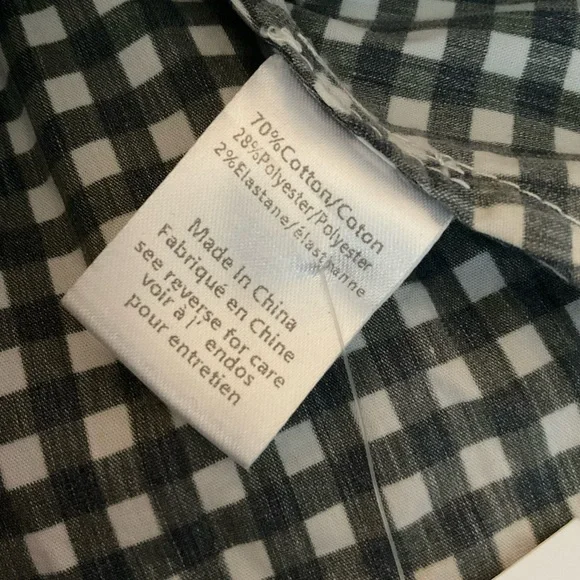 70%Cotton/Coton
28%Polyester/Polyester
2%Elastane/élasthanne
Made In China
Fabriqué en Chine
see reverse for care
voir à l' endos
pour entretien